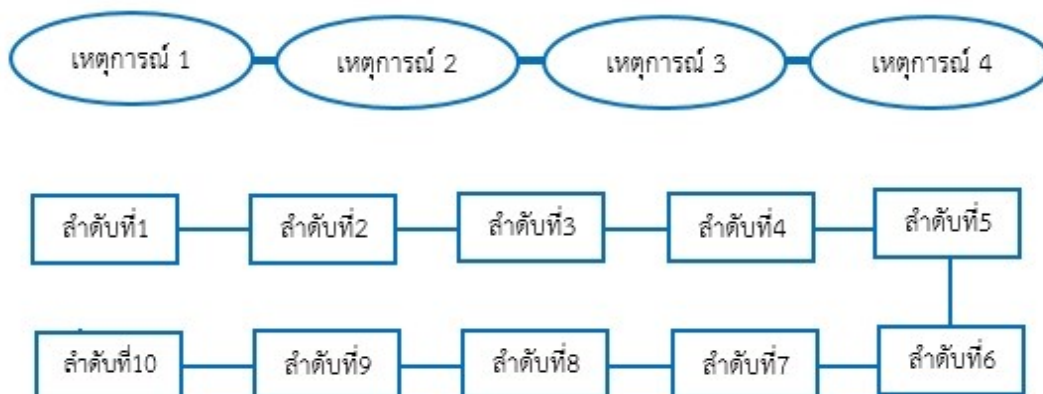 เหตุการณ์ 1 เหตุการณ์ 2 เหตุการณ์ 3 เหตุการณ์ 4
ลำดับที่1 ลำดับที่2 ลำดับที่3 ลำดับที่4 ลำดับที่5
ลำดับที่10 ลำดับที่9 ลำดับที่8 ลำดับที่7 ลำดับที่6